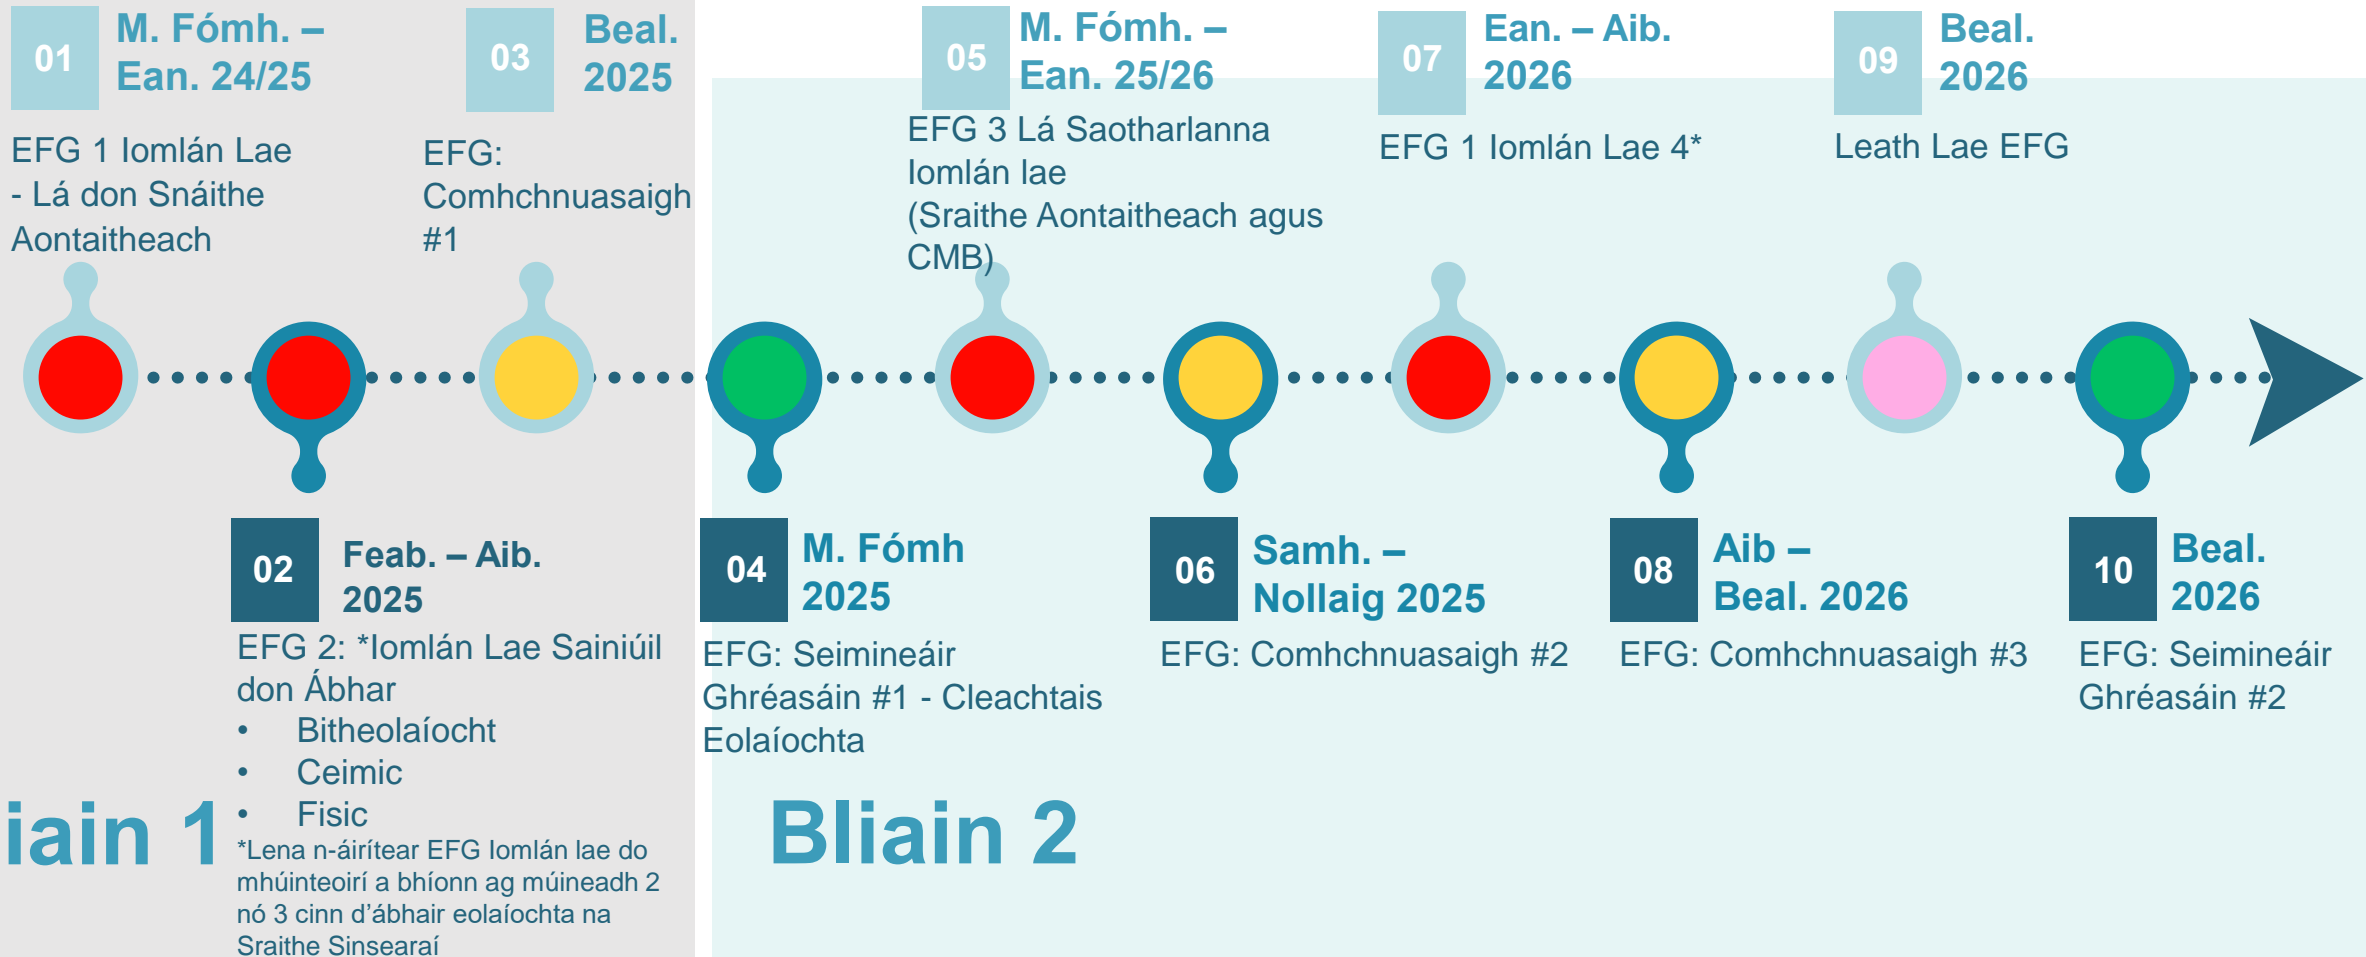 01
M. Fómh. –
Ean. 24/25
EFG 1 Iomlán Lae
- Lá don Snáithe
Aontaitheach
03
Beal.
2025
EFG:
Comhchnuasaigh
#1
05
M. Fómh. –
Ean. 25/26
EFG 3 Lá Saotharlanna
Iomlán lae
(Sraithe Aontaitheach agus
CMB)
07
Ean. – Aib.
2026
EFG 1 Iomlán Lae 4*
09
Beal.
2026
Leath Lae EFG
02
Feab. – Aib.
2025
EFG 2: *Iomlán Lae Sainiúil
don Ábhar
• Bitheolaíocht
• Ceimic
• Fisic
*Lena n-áirítear EFG Iomlán lae do
mhúinteoirí a bhíonn ag múineadh 2
nó 3 cinn d'ábhair eolaíochta na
Sraithe Sinsearaí
iain 1
04
M. Fómh
2025
EFG: Seimineáir
Ghréasáin #1 - Cleachtais
Eolaíochta
06
Samh. –
Nollaig 2025
EFG: Comhchnuasaigh #2
08
Aib –
Beal. 2026
EFG: Comhchnuasaigh #3
10
Beal.
2026
EFG: Seimineáir
Ghréasáin #2
Bliain 2